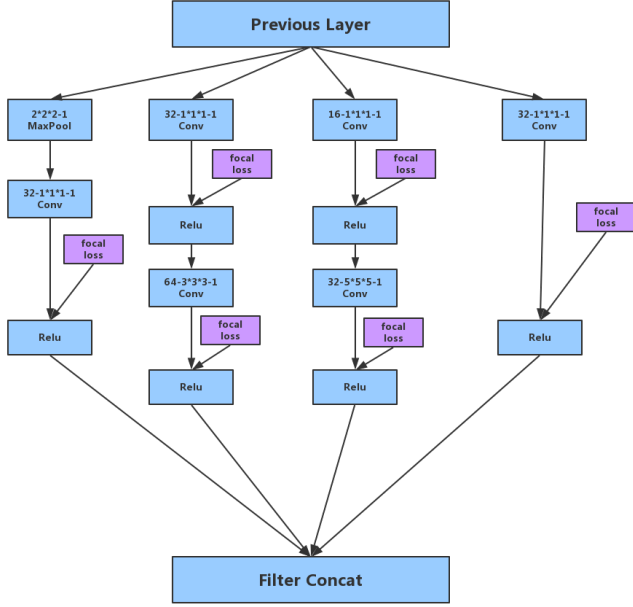 Previous Layer
2*2*2-1
MaxPool
32-1*1*1-1
Conv
16-1*1*1-1
Conv
32-1*1*1-1
Conv
focal
loss
focal
loss
32-1*1*1-1
Conv
focal
loss
Relu
Relu
focal
loss
64-3*3*3-1
Conv
32-5*5*5-1
Conv
focal
loss
focal
loss
Relu
Relu
Relu
Relu
Filter Concat